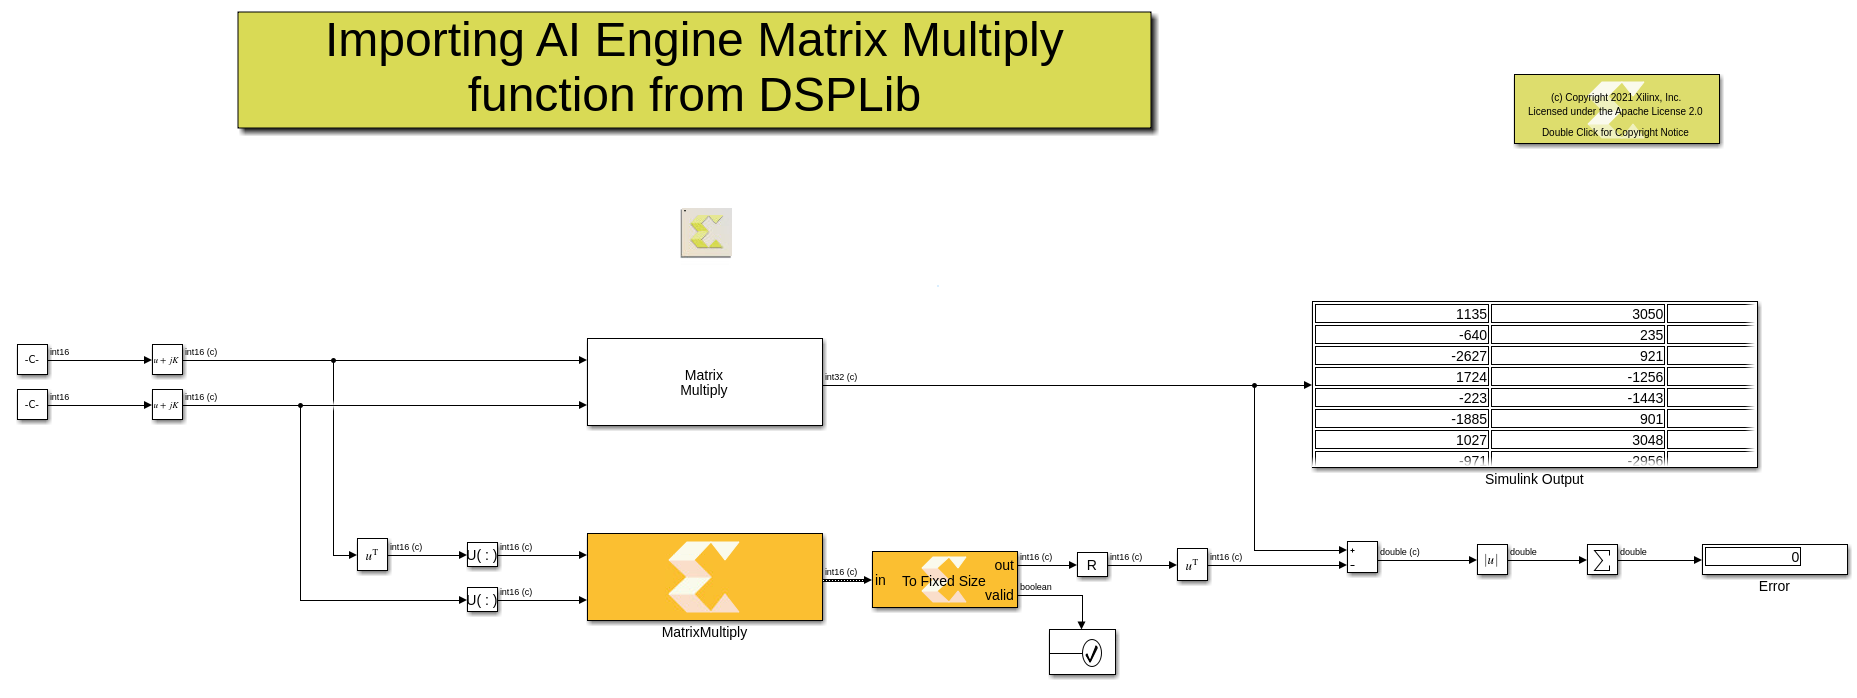 Importing AI Engine Matrix Multiply
function from DSPLib
(c) Copyright 2021 Xilinx, Inc.
Licensed under the Apache License 2.0
Double Click for Copyright Notice
-C-
int16
u + jK
int16 (c)
-C-
int16
u + jK
int16 (c)
Matrix
Multiply
int32 (c)
1135 3050
-640 235
-2627 921
1724 -1256
-223 -1443
-1885 901
1027 3048
-971 -2956
Simulink Output
uT
int16 (c)
U( : )
int16 (c)
U( : )
int16 (c)
MatrixMultiply
int16 (c)
in
To Fixed Size
out
valid
int16 (c)
boolean
R
int16 (c)
uT
int16 (c)
+
−
double (c)
|u|
double
∑
double
0
Error